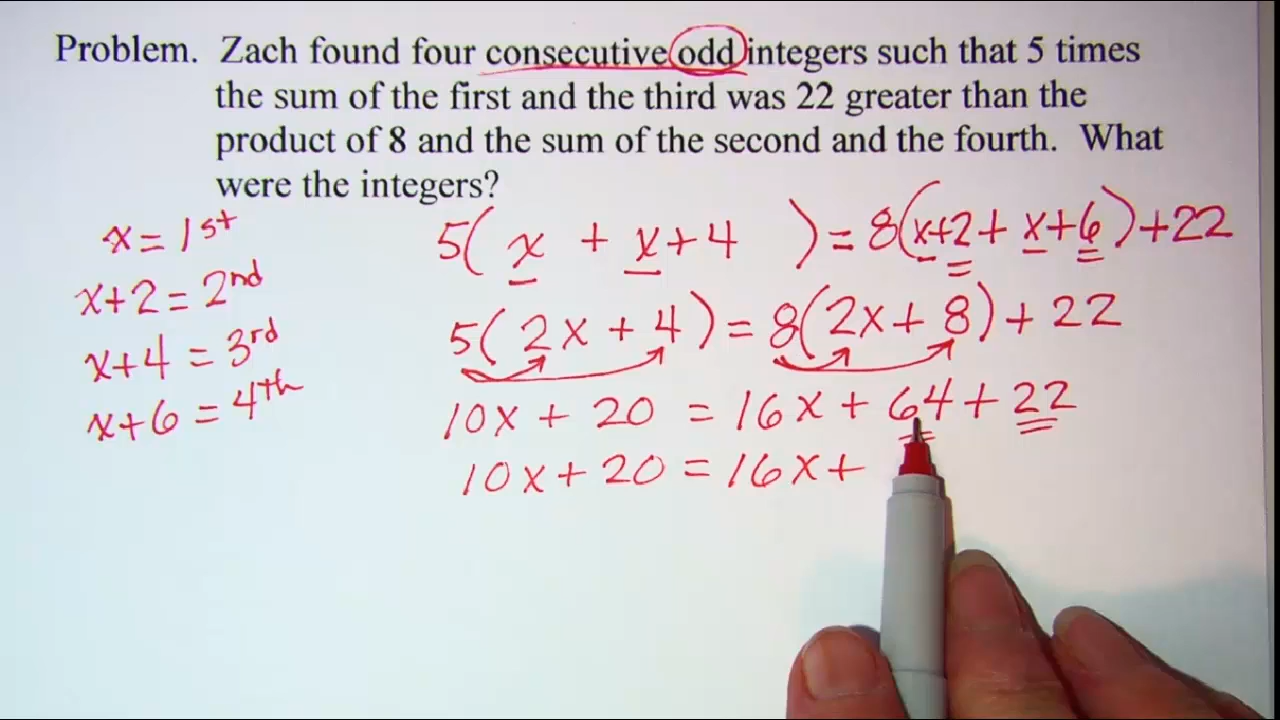 Problem. Zach found four consecutive odd integers such that 5 times
the sum of the first and the third was 22 greater than the
product of 8 and the sum of the second and the fourth. What
were the integers?
x = 1st
x+2 = 2nd
x+4 = 3rd
x+6 = 4th
5( x + x+4 ) = 8(x+2 + x+6) + 22
5(2x + 4) = 8(2x + 8) + 22
10x + 20 = 16x + 64 + 22
10x + 20 = 16x +